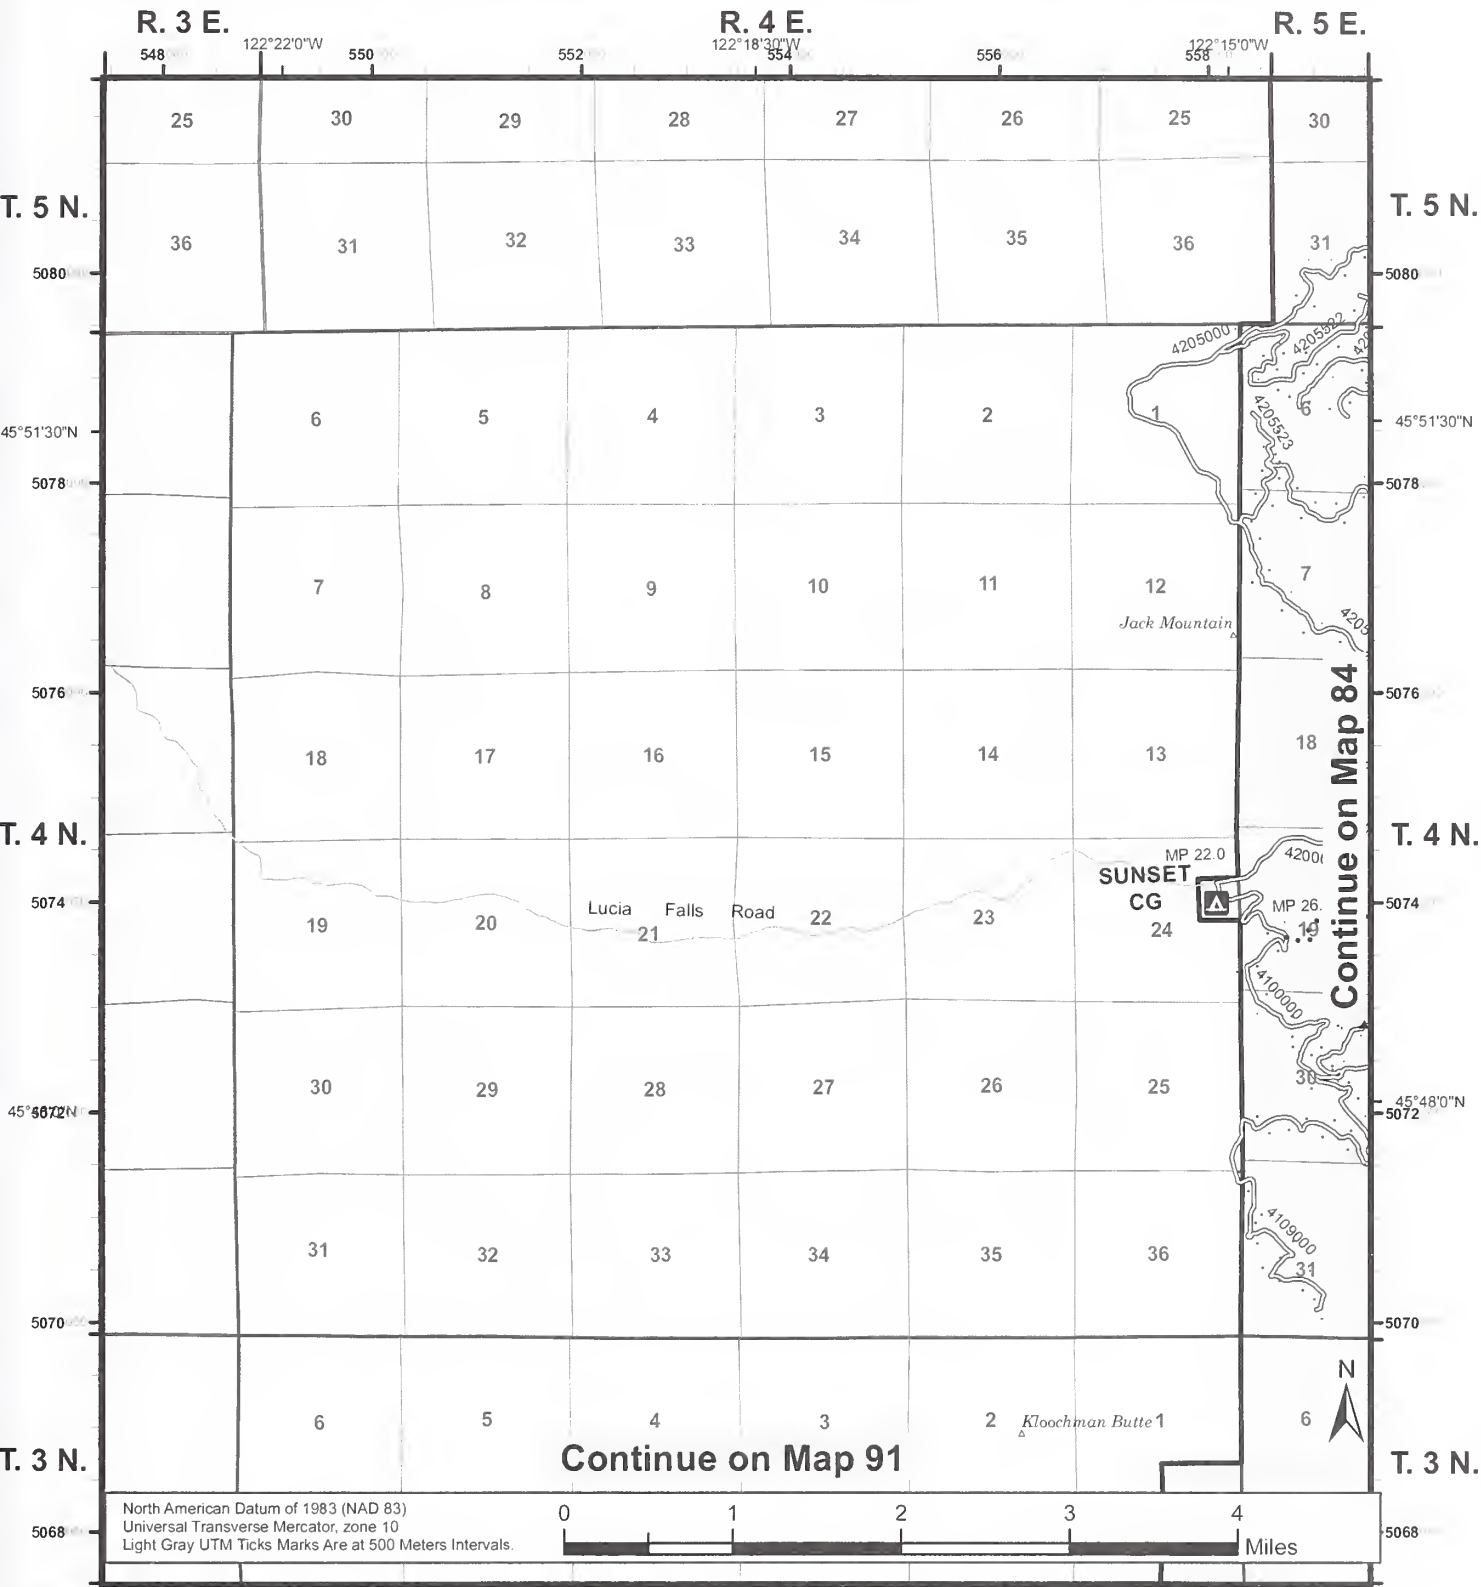 R. 3 E. R. 4 E. R. 5 E.
122°22'0"W 122°18'30"W 122°15'0"W
548 550 552 554 556 558
25 30 29 28 27 26 25 30
T. 5 N. T. 5 N.
36 31 32 33 34 35 36 31
5080 5080
4205000 4205522
6 5 4 3 2 1 6
4205523
45°51'30"N 45°51'30"N
5078 5078
7 8 9 10 11 12 7
Jack Mountain
5076 5076
18 17 16 15 14 13 18
Continue on Map 84
T. 4 N. T. 4 N.
MP 22.0
SUNSET
CG
5074 5074
MP 26.
Lucia Falls Road
19 20 21 22 23 24 19
4100000
30 29 28 27 26 25 30
5072 45°48'0"N
5072
31 32 33 34 35 36 31
4109000
5070 5070
N
6 5 4 3 2 Kloochman Butte 1 6
T. 3 N. Continue on Map 91 T. 3 N.
North American Datum of 1983 (NAD 83)
Universal Transverse Mercator, zone 10
Light Gray UTM Ticks Marks Are at 500 Meters Intervals.
0 1 2 3 4
Miles
5068 5068